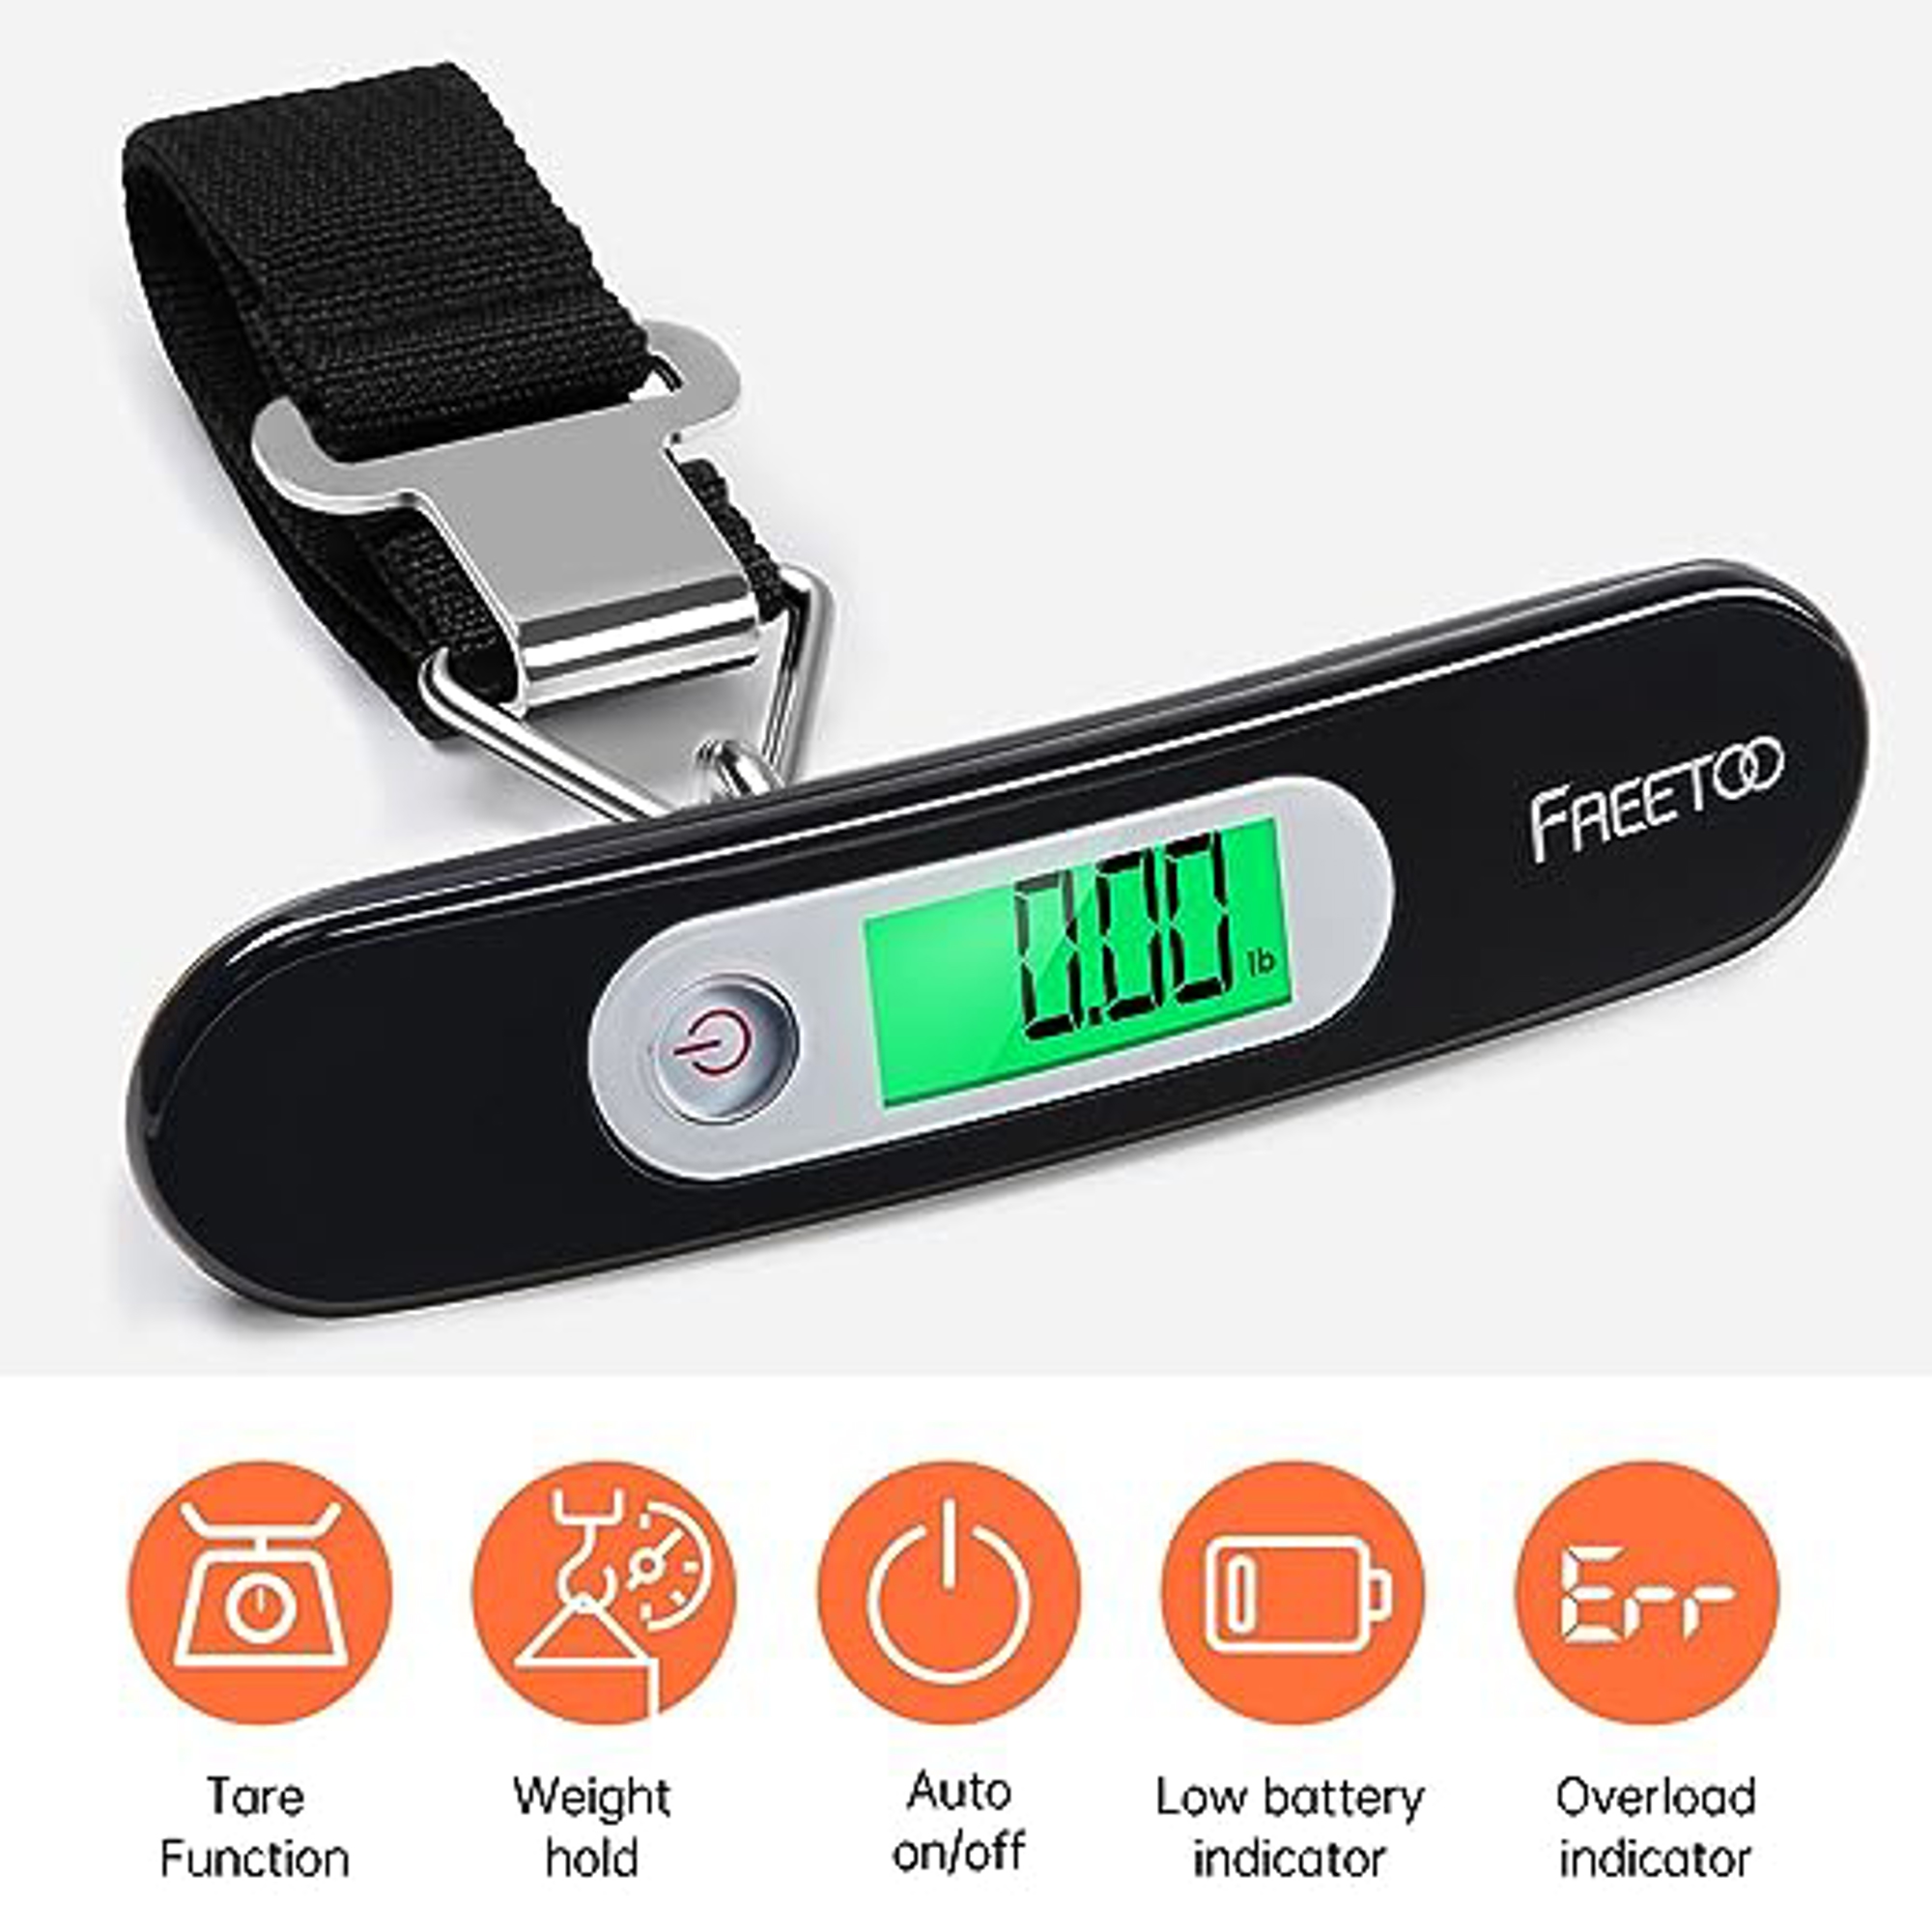 FREETOO
0.00 lb
Err
Tare
Function
Weight
hold
Auto
on/off
Low battery
indicator
Overload
indicator